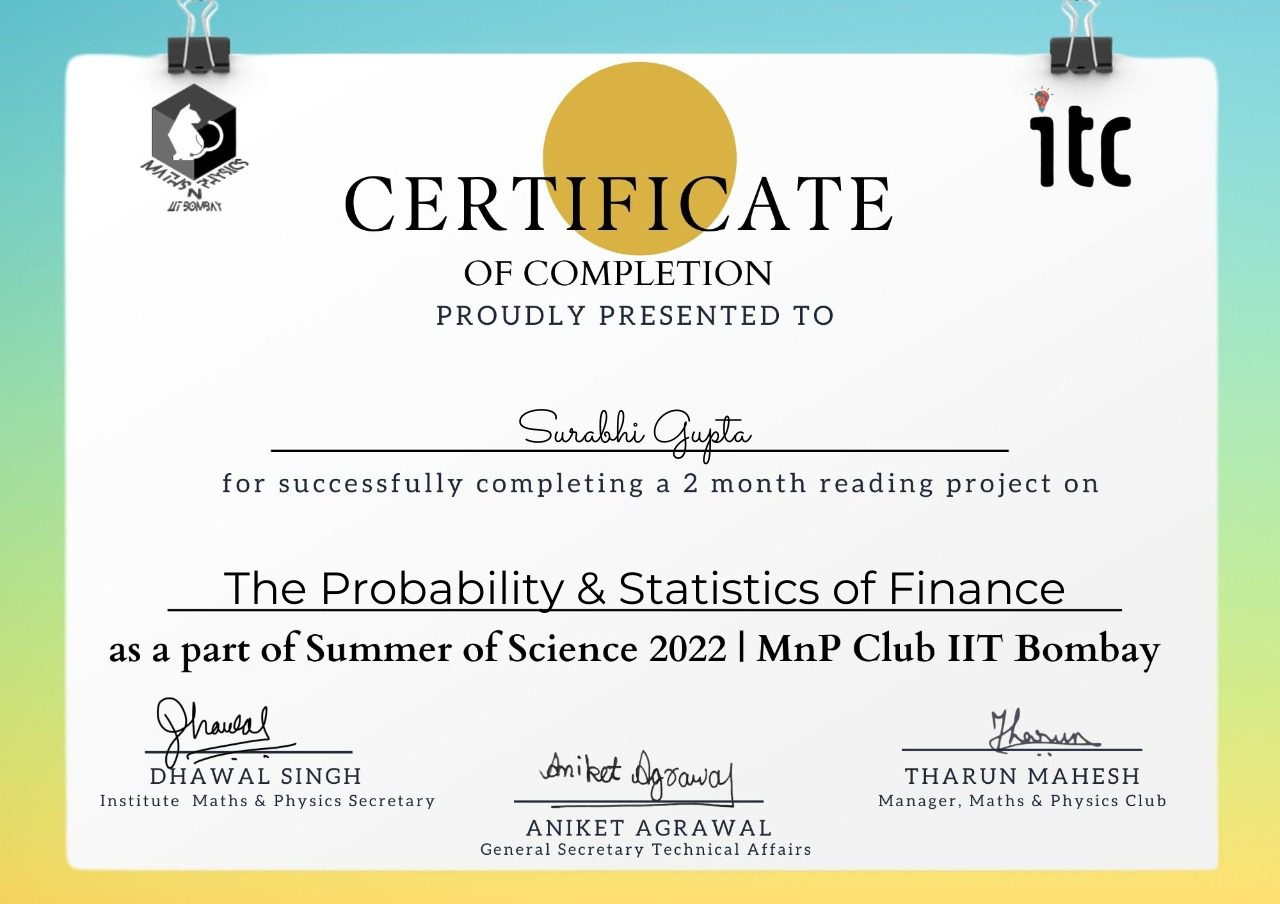 MATHS N PHYSICS
IIT BOMBAY
itc
CERTIFICATE
OF COMPLETION
PROUDLY PRESENTED TO
Surabhi Gupta
for successfully completing a 2 month reading project on
The Probability & Statistics of Finance
as a part of Summer of Science 2022 | MnP Club IIT Bombay
Dhawal
DHAWAL SINGH
Institute Maths & Physics Secretary
Aniket Agrawal
ANIKET AGRAWAL
General Secretary Technical Affairs
Tharun
THARUN MAHESH
Manager, Maths & Physics Club